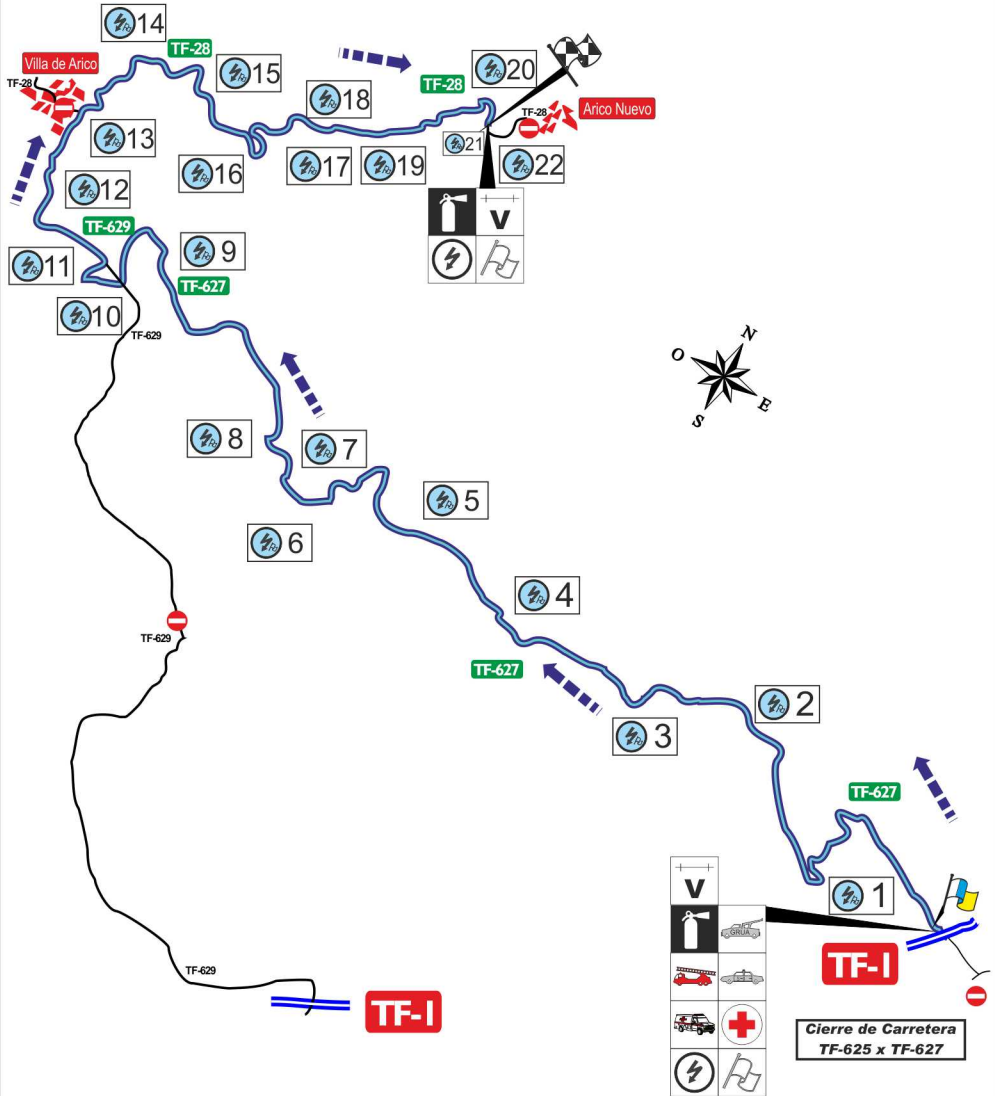 14
TF-28
Villa de Arico
TF-28
15
20
TF-28
18
TF-28
Arico Nuevo
13
21
16
17
19
22
12
V
TF-629
9
11
TF-627
10
TF-629
N
O
E
S
8
7
5
6
4
TF-629
TF-627
2
3
TF-627
V
1
GRUA
TF-I
TF-629
TF-I
Cierre de Carretera
TF-625 x TF-627